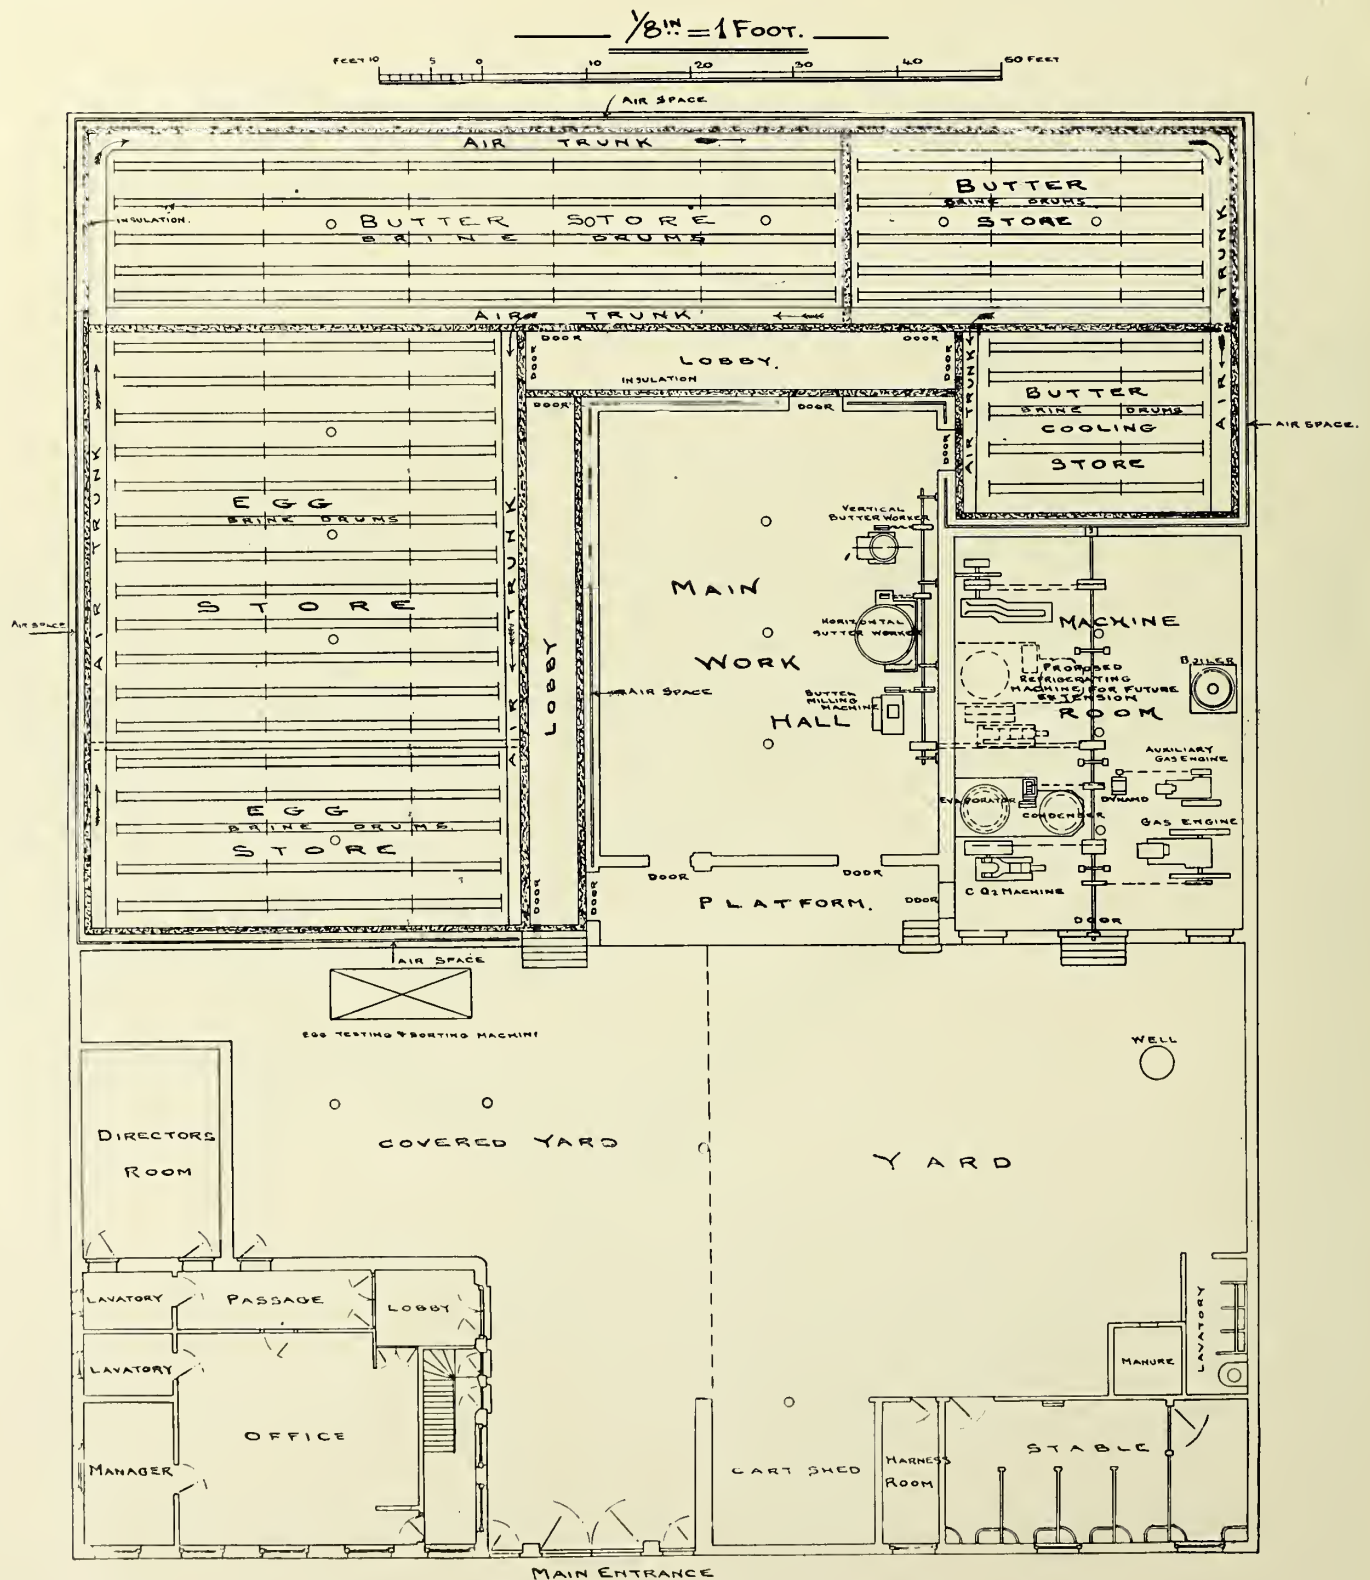 1/8 IN = 1 FOOT.
FEET 10 5 0 10 20 30 40 50 FEET
AIR SPACE
AIR TRUNK
INSULATION.
BUTTER STORE
BRINE DRUMS
BUTTER
BRINE DRUMS
STORE
AIR TRUNK
AIR TRUNK
DOOR
DOOR
DOOR
DOOR
LOBBY.
INSULATION
DOOR
DOOR
DOOR
AIR TRUNK
BUTTER
BRINE DRUMS
COOLING
STORE
AIR TRUNK
AIR SPACE.
AIR TRUNK
EGG
BRINE DRUMS
STORE
AIR TRUNK.
AIR SPACE
LOBBY
VERTICAL
BUTTER WORKER
MAIN
WORK
HALL
HORIZONTAL
BUTTER WORKER
AIR SPACE
BUTTER
MILLING
MACHINE
MACHINE
ROOM
PROPOSED
REFRIGERATING
MACHINE FOR FUTURE
EXTENSION
BOILER
AUXILIARY
GAS ENGINE
EVAPORATOR
CONDENSER
DYNAMO
GAS ENGINE
CO2 MACHINE
DOOR
EGG
BRINE DRUMS.
STORE
DOOR
DOOR
DOOR
DOOR
PLATFORM.
DOOR
AIR SPACE
EGG TESTING & SORTING MACHINE
WELL
DIRECTORS
ROOM
COVERED YARD
YARD
LAVATORY
PASSAGE
LOBBY
LAVATORY
MANURE
LAVATORY
OFFICE
MANAGER
CART SHED
HARNESS
ROOM
STABLE
MAIN ENTRANCE